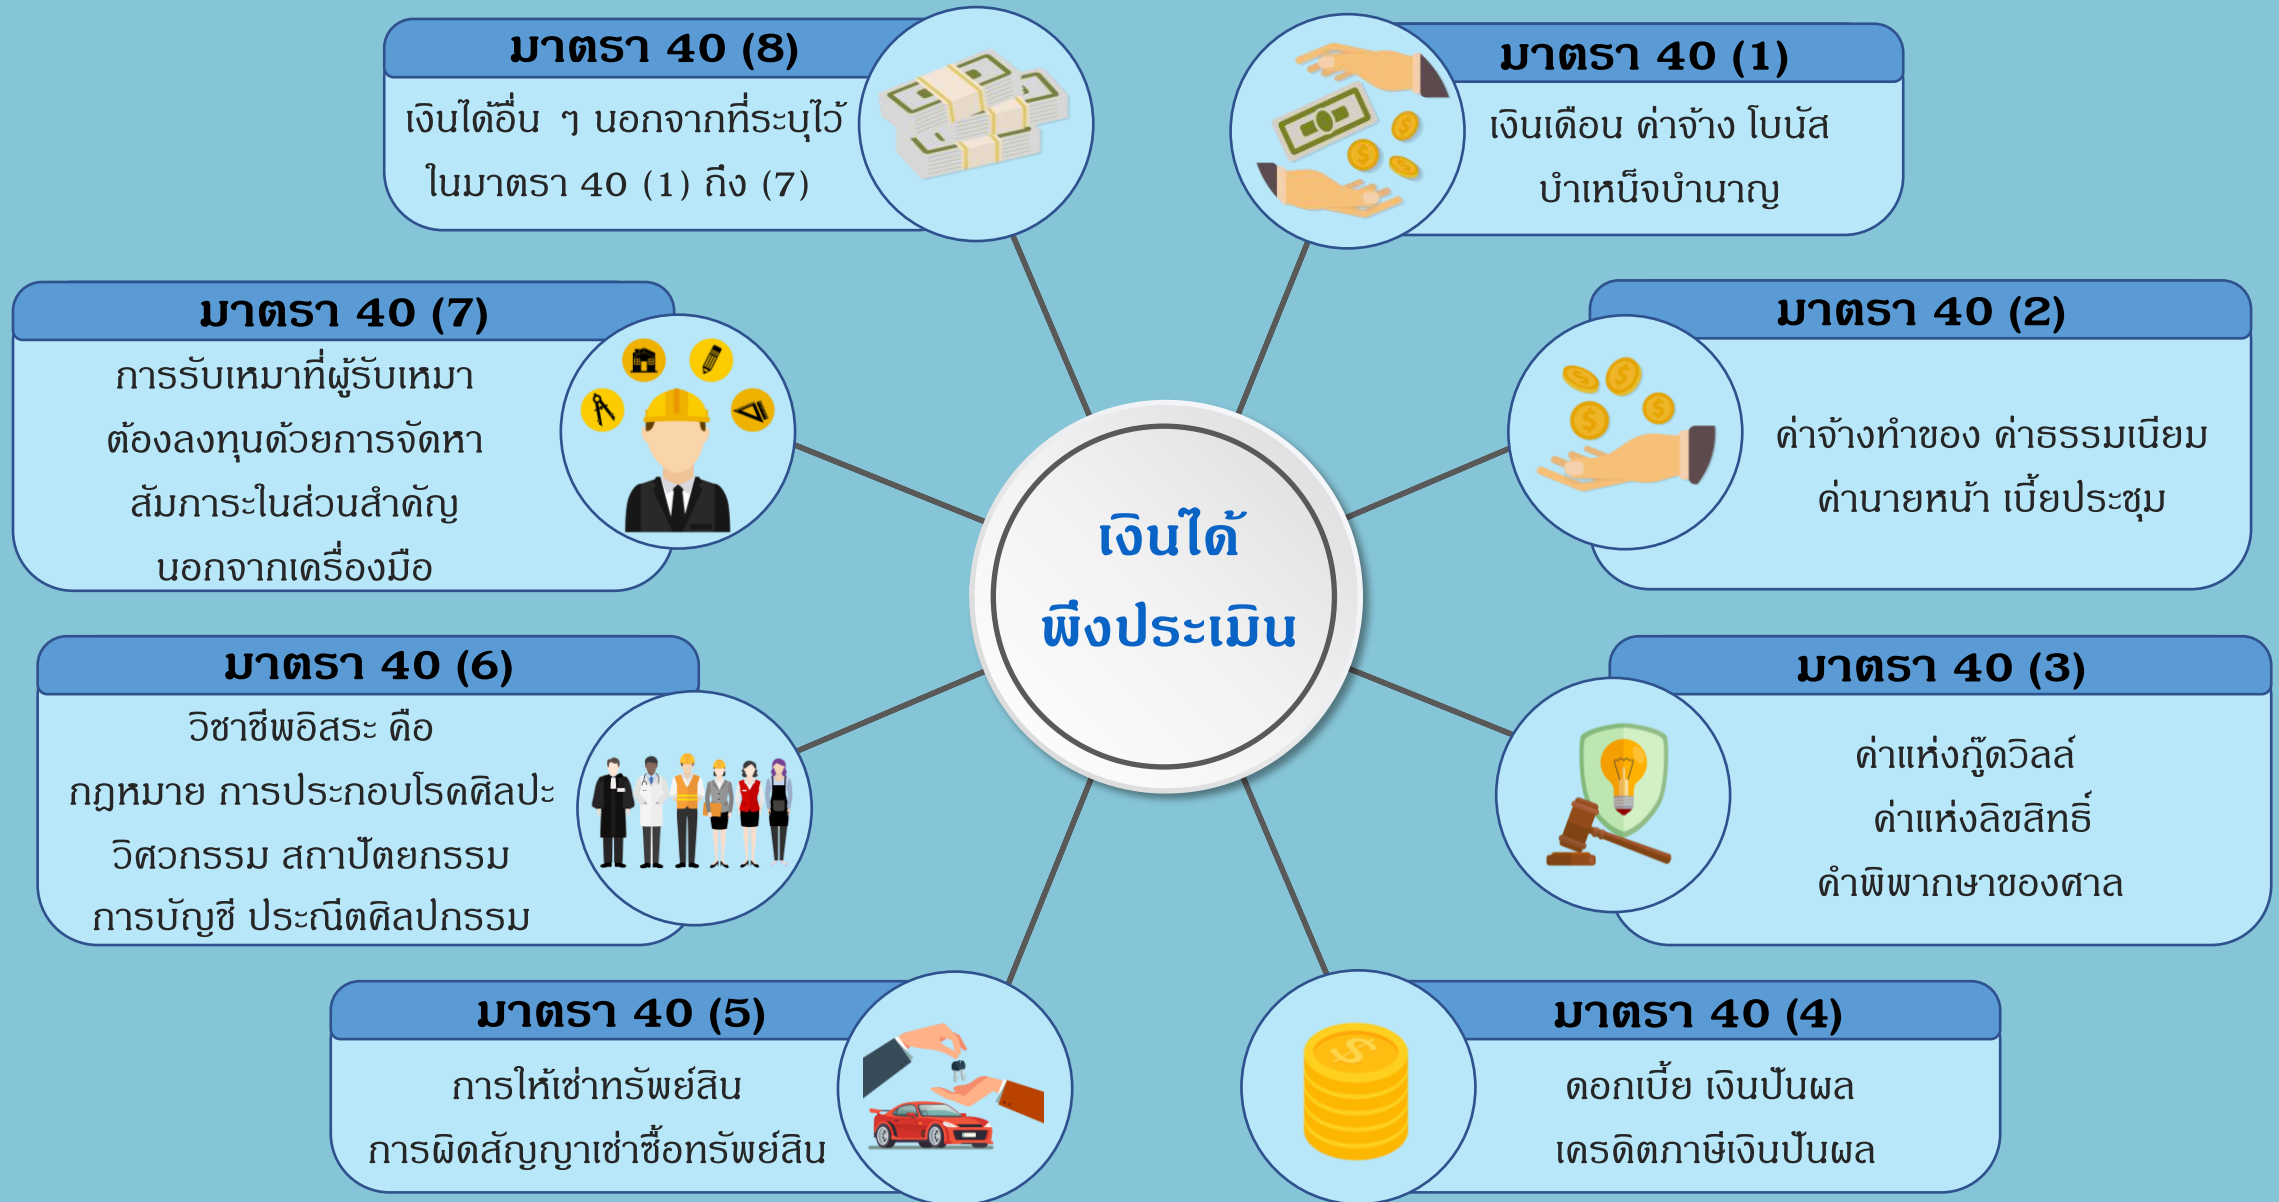 เงินได้
พึงประเมิน
มาตรา 40 (1)
เงินเดือน ค่าจ้าง โบนัส
บำเหน็จบำนาญ
มาตรา 40 (2)
ค่าจ้างทำของ ค่าธรรมเนียม
ค่านายหน้า เบี้ยประชุม
มาตรา 40 (3)
ค่าแห่งกู๊ดวิลล์
ค่าแห่งลิขสิทธิ์
คำพิพากษาของศาล
มาตรา 40 (4)
ดอกเบี้ย เงินปันผล
เครดิตภาษีเงินปันผล
มาตรา 40 (5)
การให้เช่าทรัพย์สิน
การผิดสัญญาเช่าซื้อทรัพย์สิน
มาตรา 40 (6)
วิชาชีพอิสระ คือ
กฎหมาย การประกอบโรคศิลปะ
วิศวกรรม สถาปัตยกรรม
การบัญชี ประณีตศิลปกรรม
มาตรา 40 (7)
การรับเหมาที่ผู้รับเหมา
ต้องลงทุนด้วยการจัดหา
สัมภาระในส่วนสำคัญ
นอกจากเครื่องมือ
มาตรา 40 (8)
เงินได้อื่น ๆ นอกจากที่ระบุไว้
ในมาตรา 40 (1) ถึง (7)